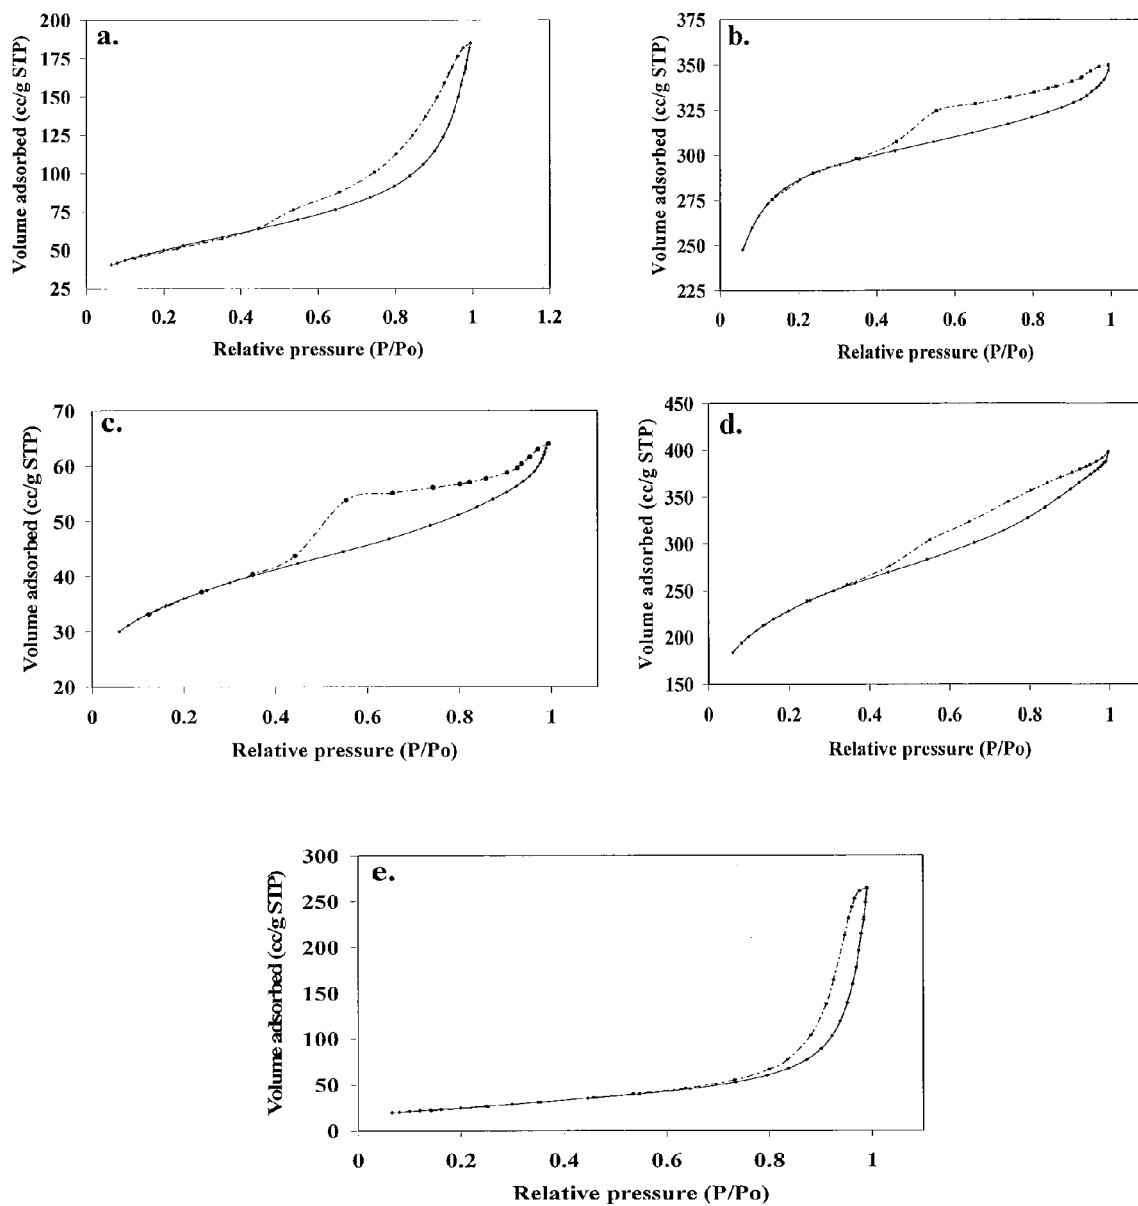 a.
Volume adsorbed (cc/g STP)
200
175
150
125
100
75
50
25
0 0.2 0.4 0.6 0.8 1 1.2
Relative pressure (P/Po)
b.
Volume adsorbed (cc/g STP)
375
350
325
300
275
250
225
0 0.2 0.4 0.6 0.8 1
Relative pressure (P/Po)
c.
Volume adsorbed (cc/g STP)
70
60
50
40
30
20
0 0.2 0.4 0.6 0.8 1
Relative pressure (P/Po)
d.
Volume adsorbed (cc/g STP)
450
400
350
300
250
200
150
0 0.2 0.4 0.6 0.8 1
Relative pressure (P/Po)
e.
Volume adsorbed (cc/g STP)
300
250
200
150
100
50
0
0 0.2 0.4 0.6 0.8 1
Relative pressure (P/Po)